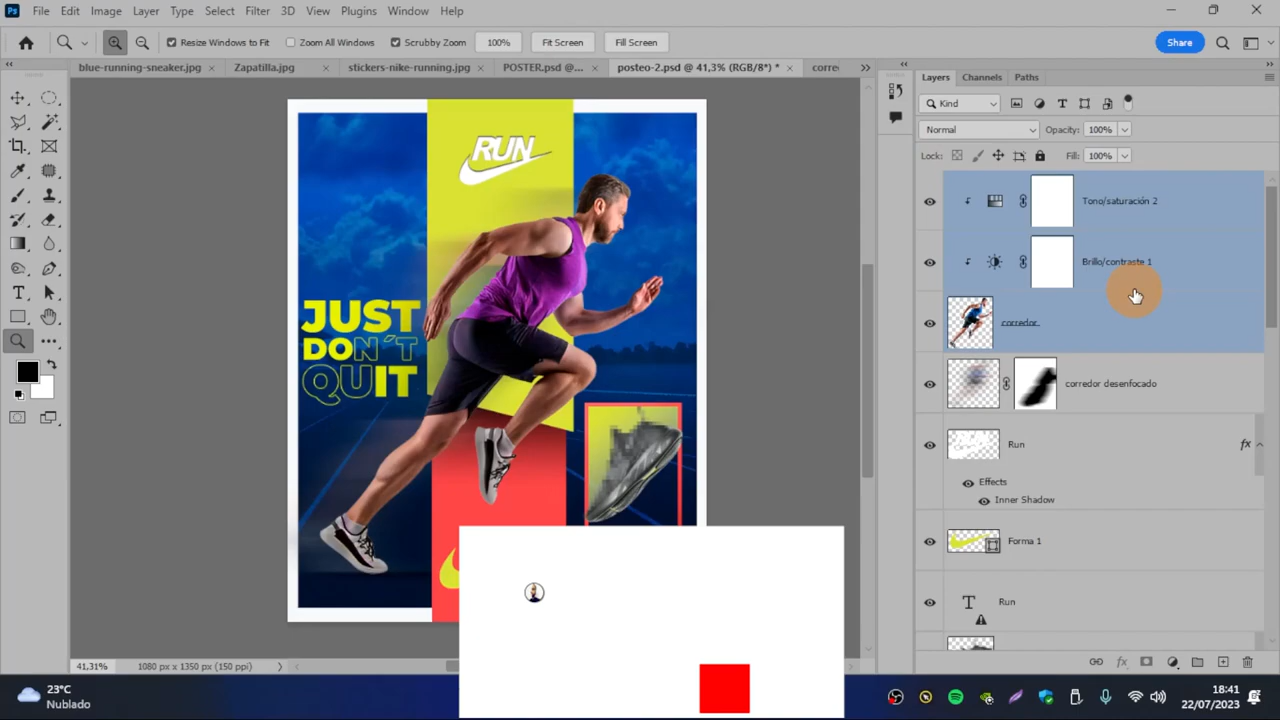 Ps File Edit Image Layer Type Select Filter 3D View Plugins Window Help
Resize Windows to Fit Zoom All Windows Scrubby Zoom 100% Fit Screen Fill Screen Share
blue-running-sneaker.jpg × Zapatilla.jpg × stickers-nike-running.jpg × POSTER.psd @... × posteo-2.psd @ 41,3% (RGB/8*) * × corre
RUN
JUST
DON´T
QUIT
Layers Channels Paths
Kind
Normal Opacity: 100%
Lock: Fill: 100%
Tono/saturación 2
Brillo/contraste 1
corredor
corredor desenfocado
Run fx
Effects
Inner Shadow
Forma 1
T Run
fx
41,31% 1080 px x 1350 px (150 ppi)
23°C
Nublado
18:41
22/07/2023